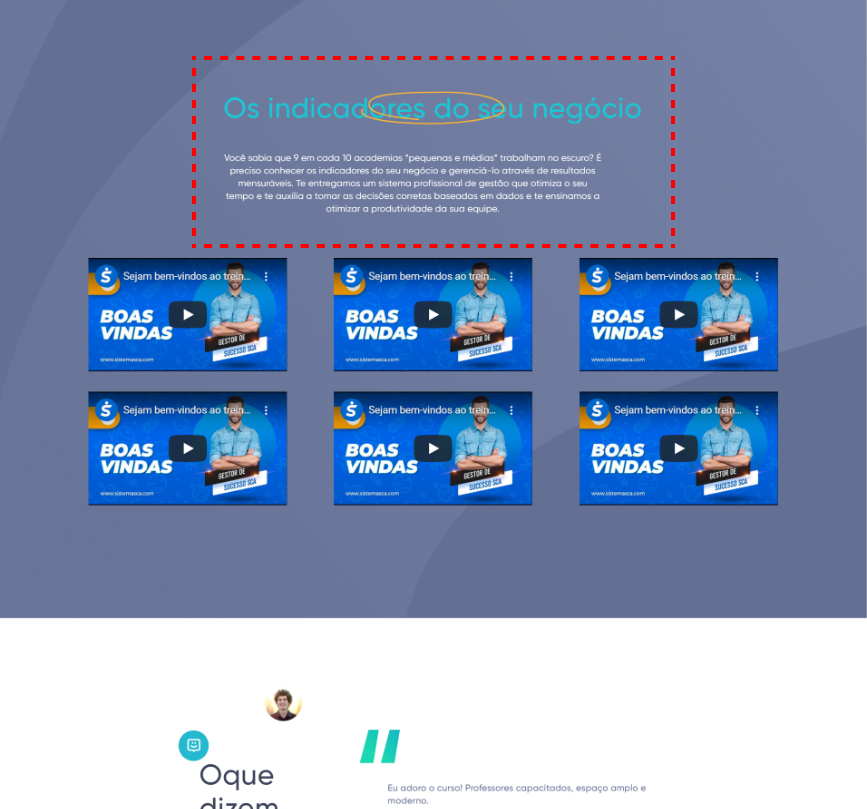 Os indicadores do seu negócio
Você sabia que 9 em cada 10 academias "pequenas e médias" trabalham no escuro? É
preciso conhecer os indicadores do seu negócio e gerenciá-lo através de resultados
mensuráveis. Te entregamos um sistema profissional de gestão que otimiza o seu
tempo e te auxilia a tomar as decisões corretas baseadas em dados e te ensinamos a
otimizar a produtividade da sua equipe.
Sejam bem-vindos ao trein...
BOAS
VINDAS
GESTOR DE
SUCESSO SCA
www.sistemasca.com
Sejam bem-vindos ao trein...
BOAS
VINDAS
GESTOR DE
SUCESSO SCA
www.sistemasca.com
Sejam bem-vindos ao trein...
BOAS
VINDAS
GESTOR DE
SUCESSO SCA
www.sistemasca.com
Sejam bem-vindos ao trein...
BOAS
VINDAS
GESTOR DE
SUCESSO SCA
www.sistemasca.com
Sejam bem-vindos ao trein...
BOAS
VINDAS
GESTOR DE
SUCESSO SCA
www.sistemasca.com
Sejam bem-vindos ao trein...
BOAS
VINDAS
GESTOR DE
SUCESSO SCA
www.sistemasca.com
Oque
dizem
Eu adoro o curso! Professores capacitados, espaço amplo e
moderno.